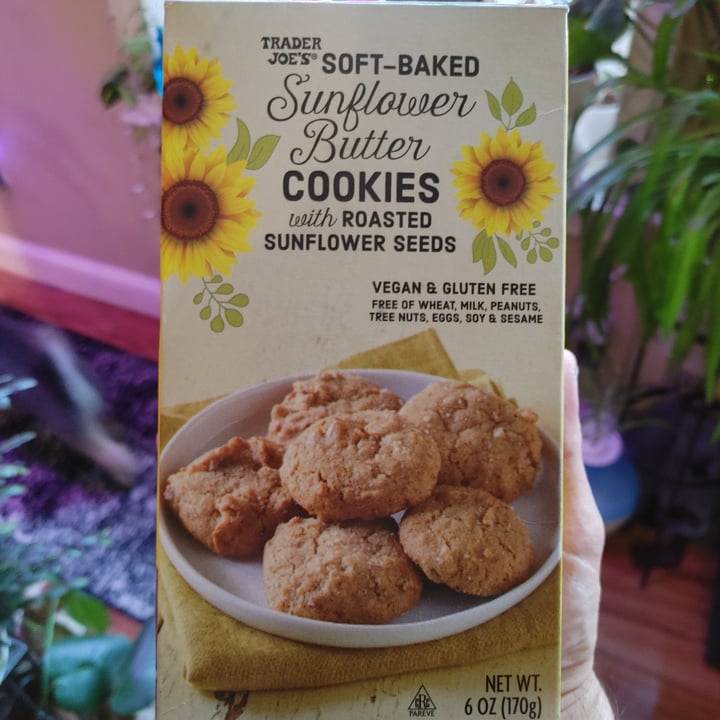 TRADER
JOE'S® SOFT-BAKED
Sunflower
Butter
COOKIES
with ROASTED
SUNFLOWER SEEDS
VEGAN & GLUTEN FREE
FREE OF WHEAT, MILK, PEANUTS,
TREE NUTS, EGGS, SOY & SESAME
PAREVE
NET WT.
6 OZ (170g)